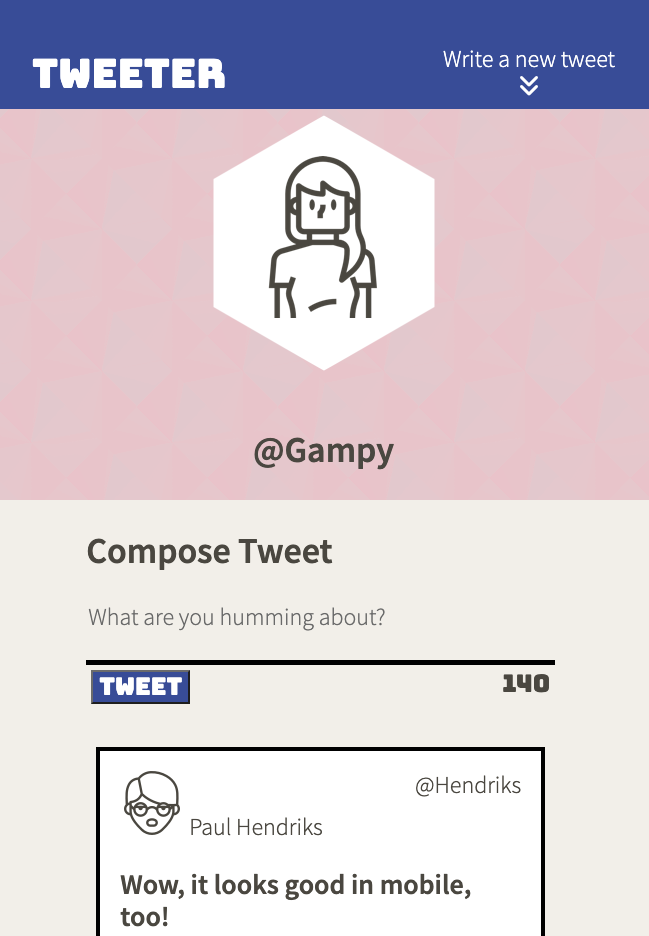 TWEETER
Write a new tweet
@Gampy
Compose Tweet
What are you humming about?
TWEET
140
@Hendriks
Paul Hendriks
Wow, it looks good in mobile,
too!